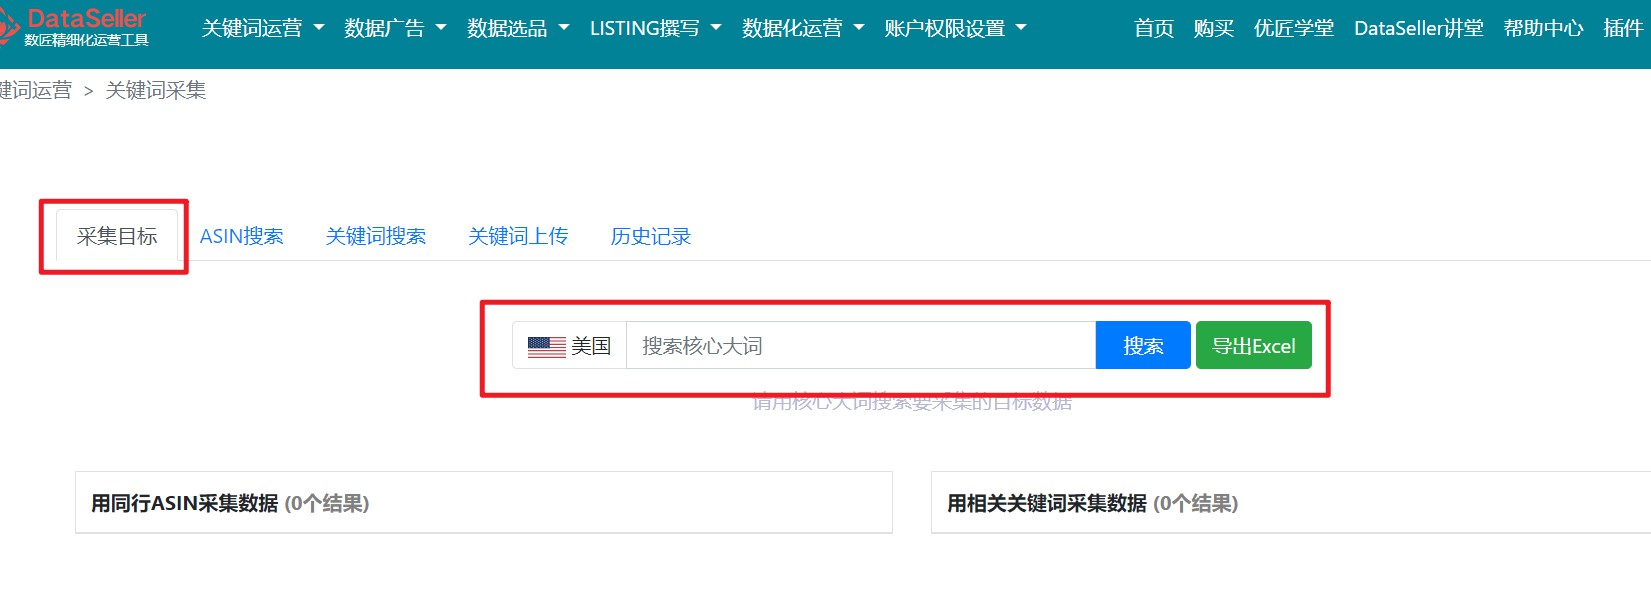 DataSeller
数匠精细化运营工具
关键词运营 数据广告 数据选品 LISTING撰写 数据化运营 账户权限设置 首页 购买 优匠学堂 DataSeller讲堂 帮助中心 插件
键词运营 > 关键词采集
采集目标 ASIN搜索 关键词搜索 关键词上传 历史记录
美国 搜索核心大词 搜索 导出Excel
请用核心大词搜索要采集的目标数据
用同行ASIN采集数据 (0个结果) 用相关关键词采集数据 (0个结果)